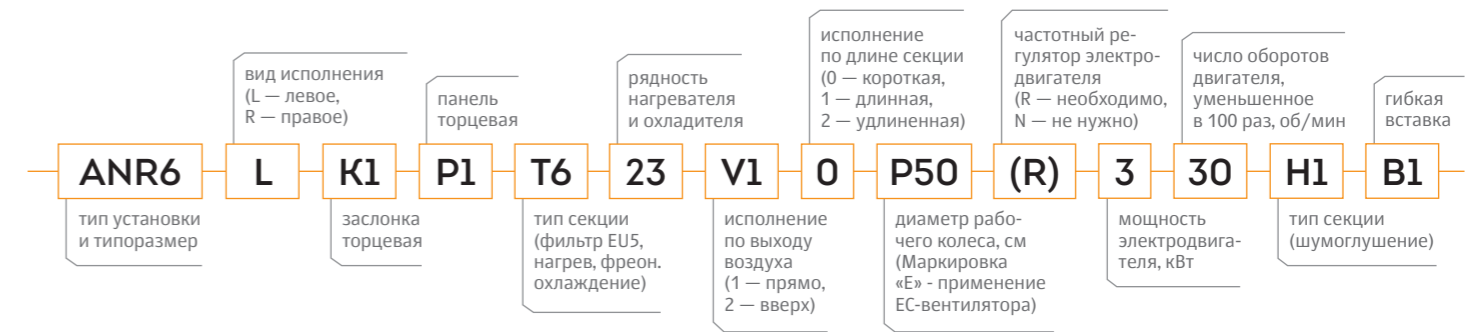 вид исполнения
(L — левое,
R — правое)
панель
торцевая
рядность
нагревателя
и охладителя
исполнение
по длине секции
(0 — короткая,
1 — длинная,
2 — удлиненная)
частотный ре-
гулятор электро-
двигателя
(R — необходимо,
N — не нужно)
число оборотов
двигателя,
уменьшенное
в 100 раз, об/мин
гибкая
вставка
ANR6 L К1 P1 T6 23 V1 0 P50 (R) 3 30 H1 B1
тип установки
и типоразмер
заслонка
торцевая
тип секции
(фильтр EU5,
нагрев, фреон.
охлаждение)
исполнение
по выходу
воздуха
(1 — прямо,
2 — вверх)
диаметр рабо-
чего колеса, см
(Маркировка
«Е» - применение
ЕС-вентилятора)
мощность
электродвига-
теля, кВт
тип секции
(шумоглушение)